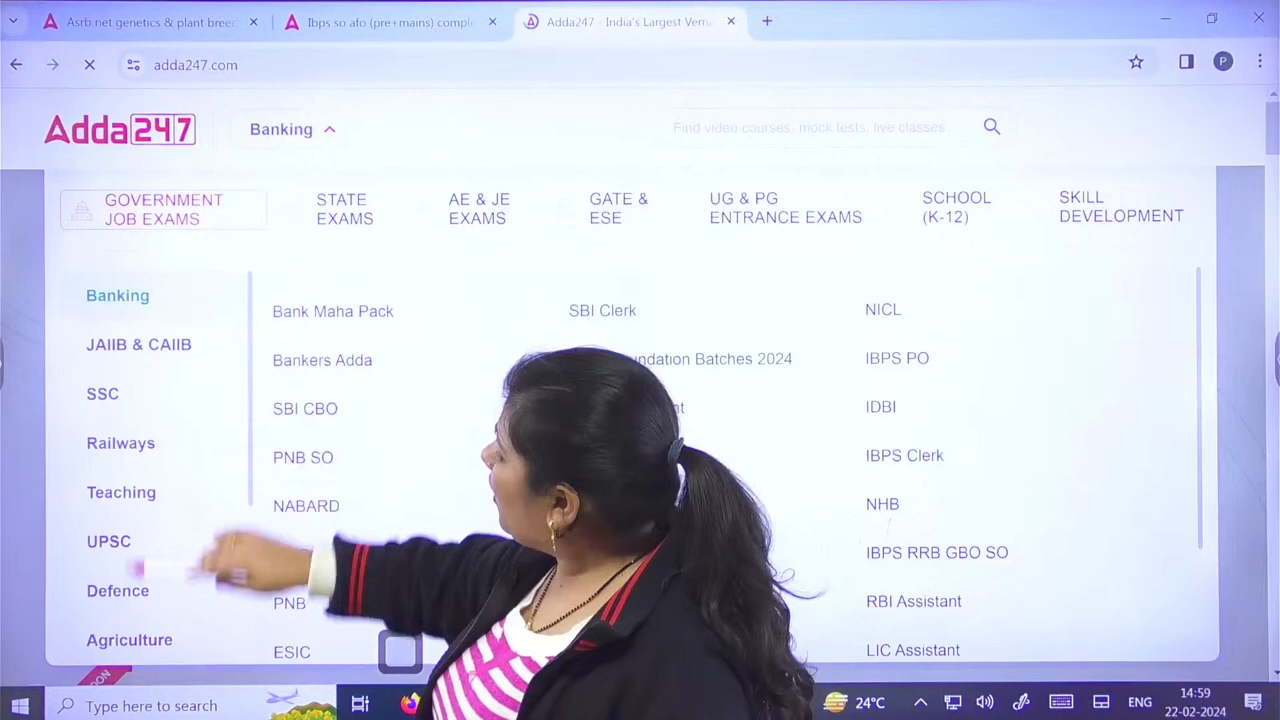 Asrb net genetics & plant breed
Ibps so afo (pre+mains) comple
Adda247 - India's Largest Vern
adda247.com
P
Adda247
Banking
Find video courses, mock tests, live classes
GOVERNMENT
JOB EXAMS
STATE
EXAMS
AE & JE
EXAMS
GATE &
ESE
UG & PG
ENTRANCE EXAMS
SCHOOL
(K-12)
SKILL
DEVELOPMENT
Banking
JAIIB & CAIIB
SSC
Railways
Teaching
UPSC
Defence
Agriculture
Bank Maha Pack
Bankers Adda
SBI CBO
PNB SO
NABARD
PNB
ESIC
SBI Clerk
Batches 2024
NICL
IBPS PO
IDBI
IBPS Clerk
NHB
IBPS RRB GBO SO
RBI Assistant
LIC Assistant
Type here to search
24°C
ENG
14:59
22-02-2024